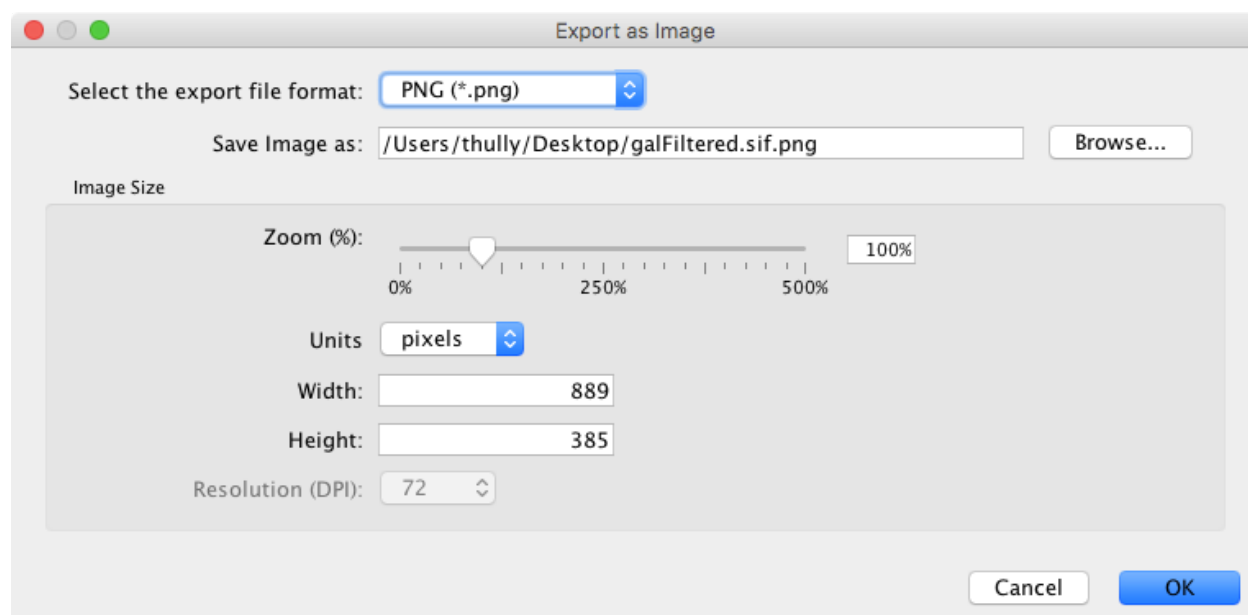 Export as Image
Select the export file format: PNG (*.png)
Save Image as: /Users/thully/Desktop/galFiltered.sif.png Browse...
Image Size
Zoom (%): 100%
0% 250% 500%
Units pixels
Width: 889
Height: 385
Resolution (DPI): 72
Cancel OK